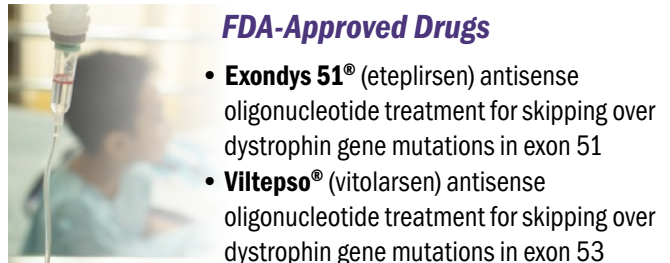 FDA-Approved Drugs
• Exondys 51® (eteplirsen) antisense
oligonucleotide treatment for skipping over
dystrophin gene mutations in exon 51
• Viltepso® (vitolarsen) antisense
oligonucleotide treatment for skipping over
dystrophin gene mutations in exon 53